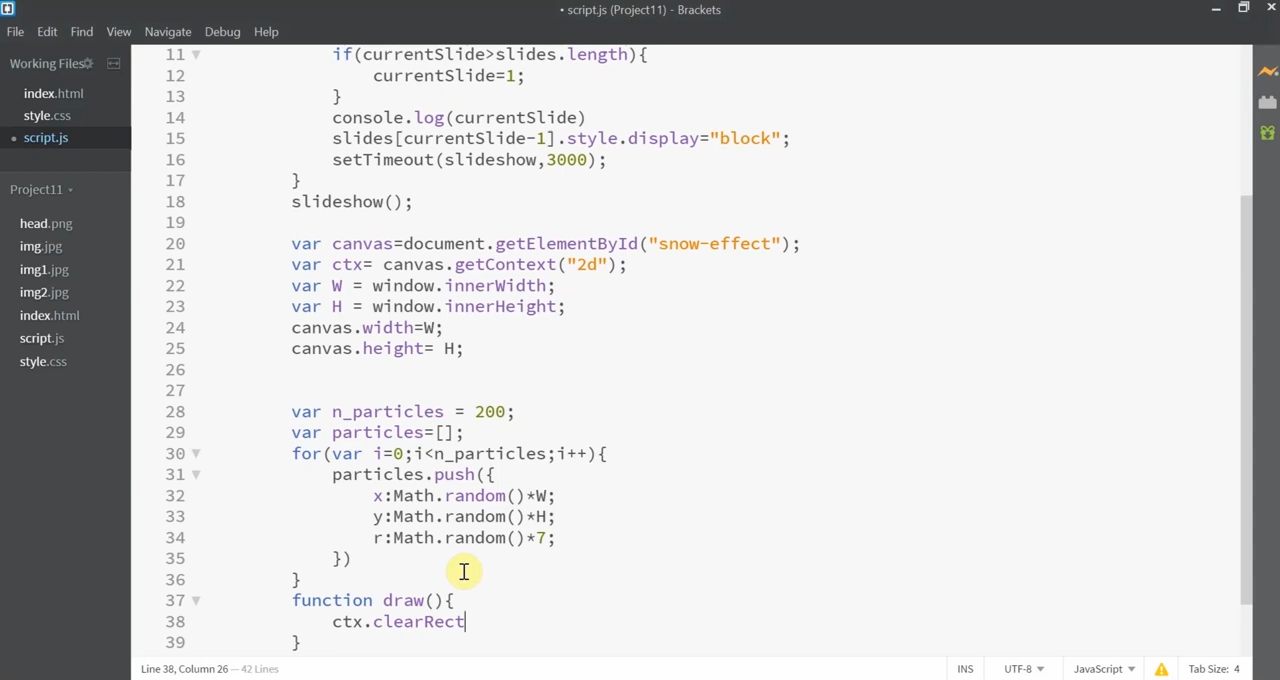 • script.js (Project11) - Brackets
File Edit Find View Navigate Debug Help
Working Files
index.html
style.css
• script.js
Project11
head.png
img.jpg
img1.jpg
img2.jpg
index.html
script.js
style.css
11 if(currentSlide>slides.length){
12 currentSlide=1;
13 }
14 console.log(currentSlide)
15 slides[currentSlide-1].style.display="block";
16 setTimeout(slideshow,3000);
17 }
18 slideshow();
19
20 var canvas=document.getElementById("snow-effect");
21 var ctx= canvas.getContext("2d");
22 var W = window.innerWidth;
23 var H = window.innerHeight;
24 canvas.width=W;
25 canvas.height= H;
26
27
28 var n_particles = 200;
29 var particles=[];
30 for(var i=0;i<n_particles;i++){
31 particles.push({
32 x:Math.random()*W;
33 y:Math.random()*H;
34 r:Math.random()*7;
35 })
36 }
37 function draw(){
38 ctx.clearRect
39 }
Line 38, Column 26 — 42 Lines INS UTF-8 JavaScript Tab Size: 4